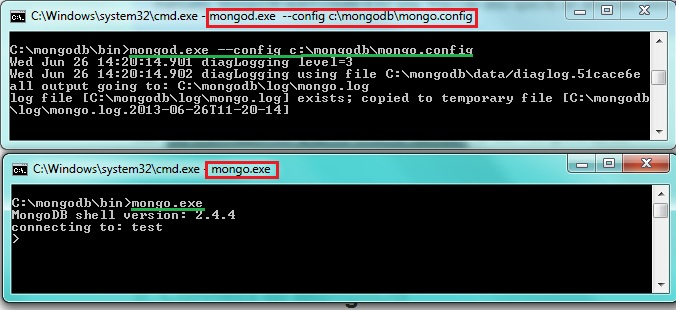 C:\Windows\system32\cmd.exe - mongod.exe --config c:\mongodb\mongo.config
C:\mongodb\bin>mongod.exe --config c:\mongodb\mongo.config
Wed Jun 26 14:20:14.901 diagLogging level=3
Wed Jun 26 14:20:14.902 diagLogging using file C:\mongodb\data/diaglog.51cace6e
all output going to: C:\mongodb\log\mongo.log
log file [C:\mongodb\log\mongo.log] exists; copied to temporary file [C:\mongodb
\log\mongo.log.2013-06-26T11-20-14]
C:\Windows\system32\cmd.exe - mongo.exe
C:\mongodb\bin>mongo.exe
MongoDB shell version: 2.4.4
connecting to: test
>